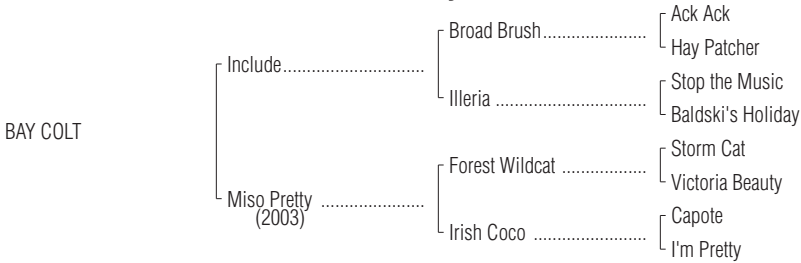 Ack Ack
Broad Brush........................
Hay Patcher
Include.................................
Stop the Music
Illeria ...................................
Baldski's Holiday
BAY COLT
Storm Cat
Forest Wildcat ....................
Victoria Beauty
Miso Pretty ........................
(2003)
Capote
Irish Coco ..........................
I'm Pretty